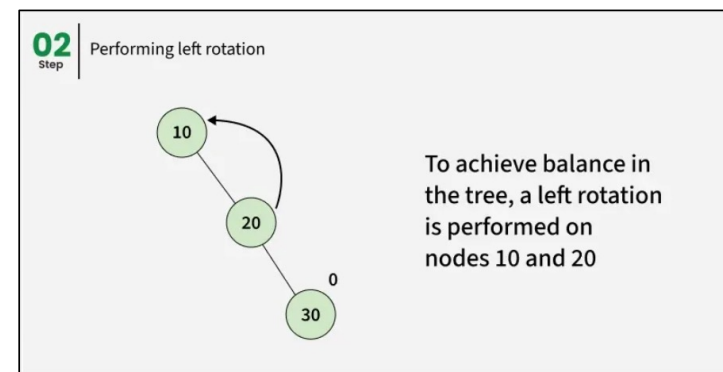 02
Step
Performing left rotation
10
20
0
30
To achieve balance in
the tree, a left rotation
is performed on
nodes 10 and 20